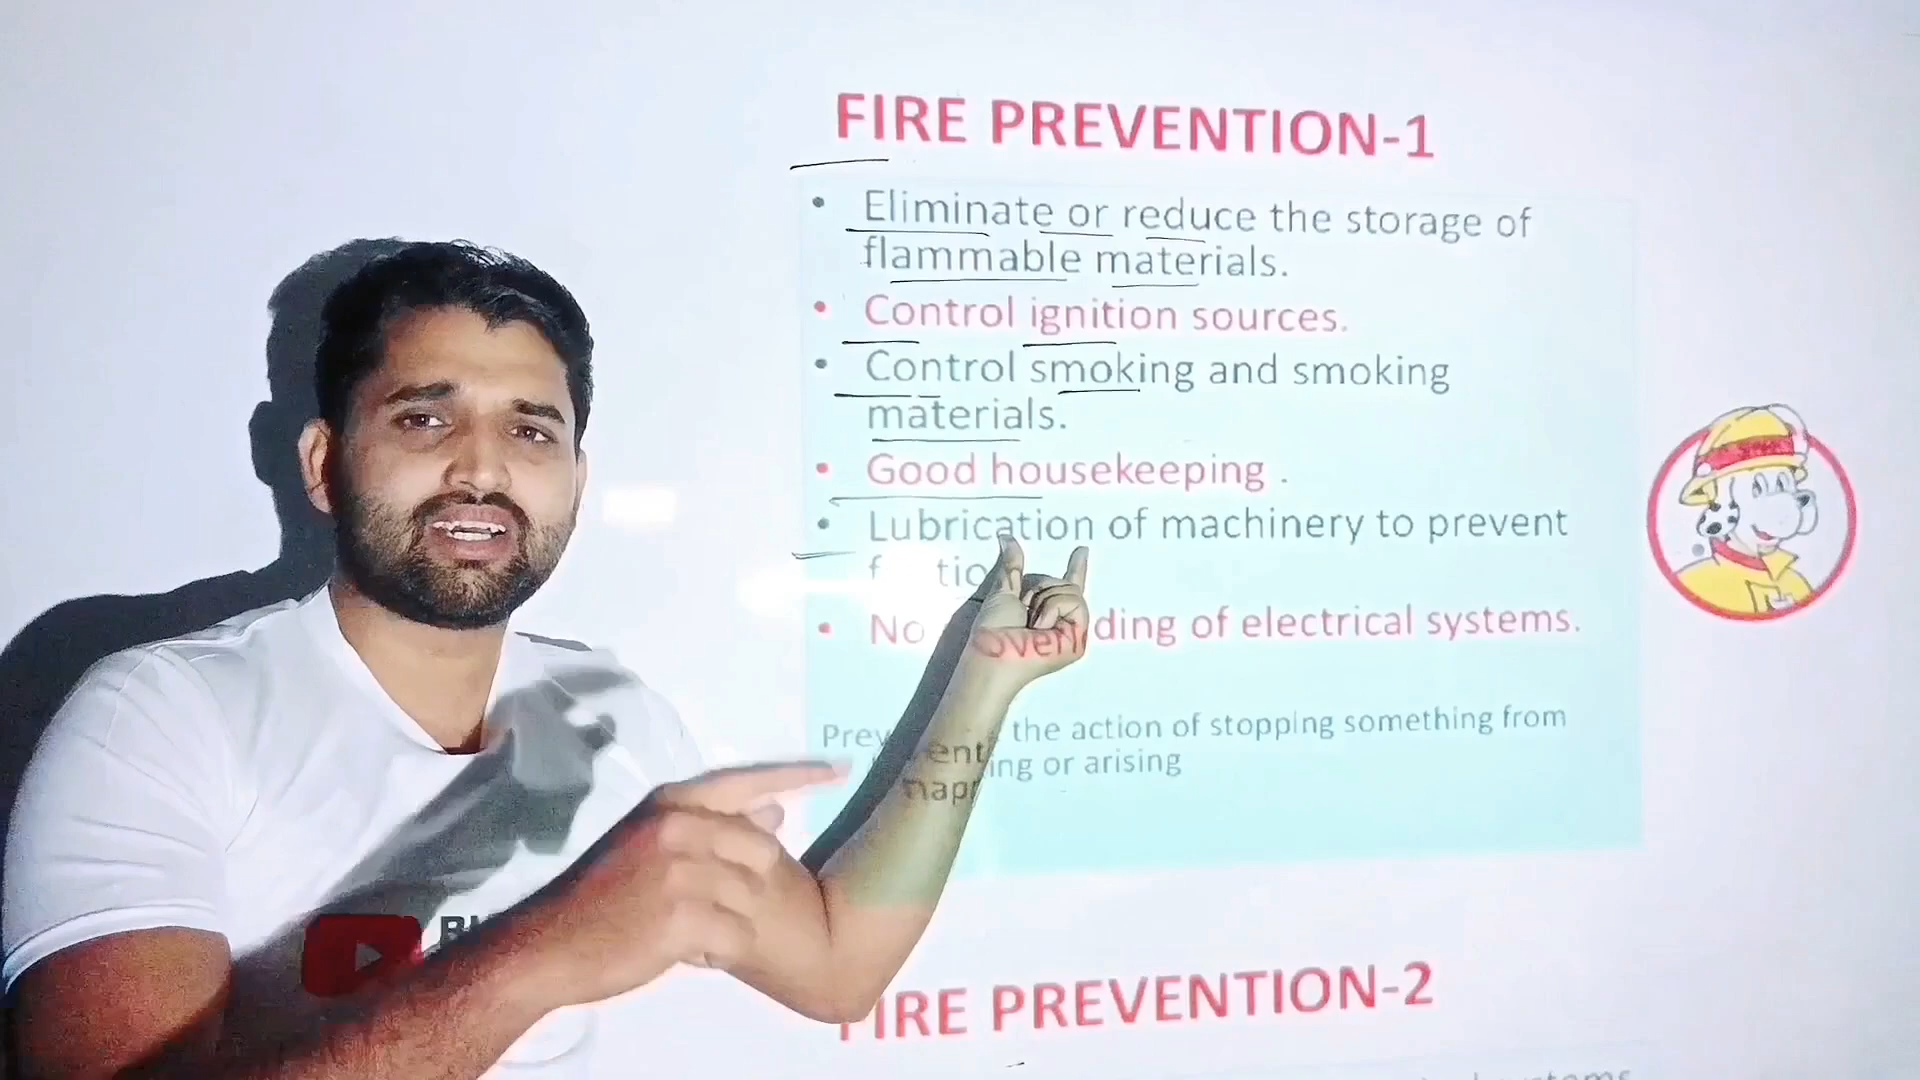 FIRE PREVENTION-1
• Eliminate or reduce the storage of
flammable materials.
• Control ignition sources.
• Control smoking and smoking
materials.
• Good housekeeping .
• Lubrication of machinery to prevent
• No ding of electrical systems.
the action of stopping something from
or arising
FIRE PREVENTION-2